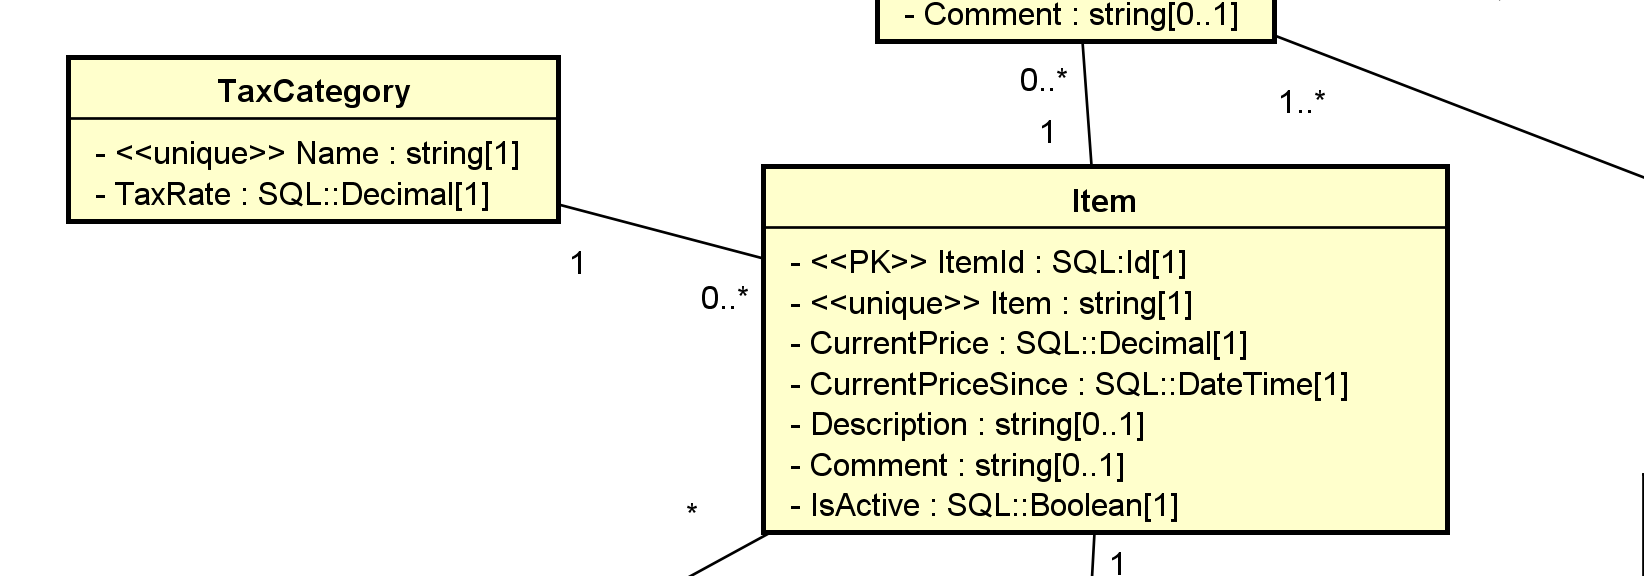 - Comment : string[0..1]
0..*
1
1..*
TaxCategory
- <<unique>> Name : string[1]
- TaxRate : SQL::Decimal[1]
1
0..*
Item
- <<PK>> ItemId : SQL:Id[1]
- <<unique>> Item : string[1]
- CurrentPrice : SQL::Decimal[1]
- CurrentPriceSince : SQL::DateTime[1]
- Description : string[0..1]
- Comment : string[0..1]
- IsActive : SQL::Boolean[1]
*
1